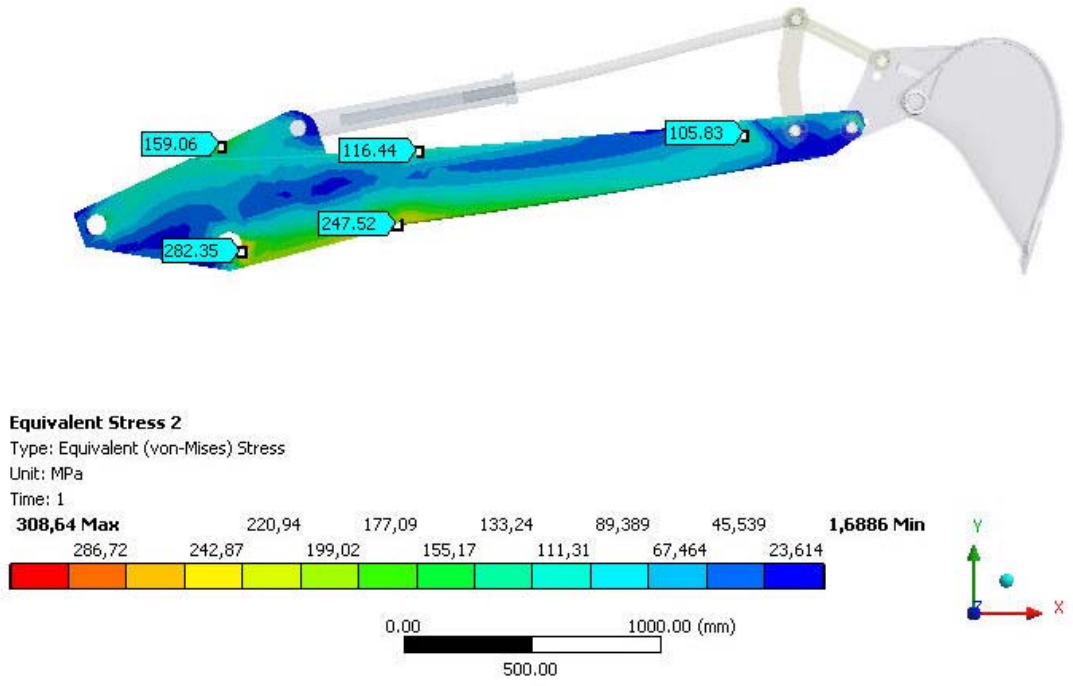 159.06
116.44
105.83
247.52
282.35
Equivalent Stress 2
Type: Equivalent (von-Mises) Stress
Unit: MPa
Time: 1
308,64 Max 220,94 177,09 133,24 89,389 45,539 1,6886 Min
286,72 242,87 199,02 155,17 111,31 67,464 23,614
0.00 1000.00 (mm)
500.00
Y
Z X